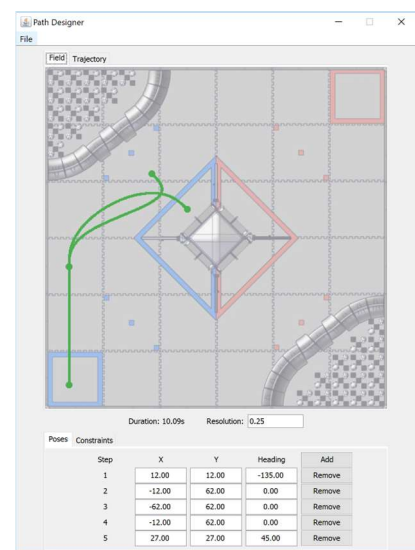 Path Designer
File
Field Trajectory
Duration: 10.09s Resolution: 0.25
Poses Constraints
Step X Y Heading Add
1 12.00 12.00 -135.00 Remove
2 -12.00 62.00 0.00 Remove
3 -62.00 62.00 0.00 Remove
4 -12.00 62.00 0.00 Remove
5 27.00 27.00 45.00 Remove